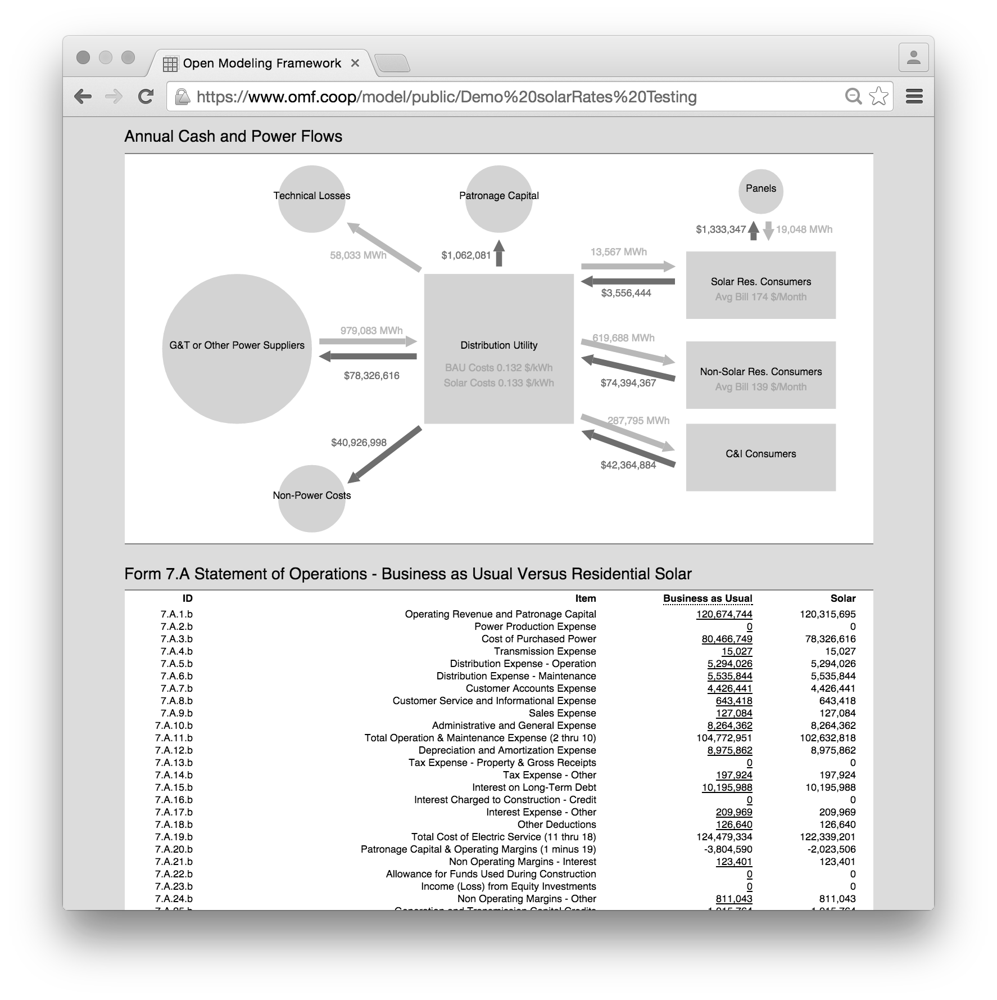 Open Modeling Framework
https://www.omf.coop/model/public/Demo%20solarRates%20Testing
Annual Cash and Power Flows
Technical Losses
Patronage Capital
Panels
$1,333,347
19,048 MWh
58,033 MWh
$1,062,081
13,567 MWh
$3,556,444
Solar Res. Consumers
Avg Bill 174 $/Month
979,083 MWh
G&T or Other Power Suppliers
$78,326,616
Distribution Utility
BAU Costs 0.132 $/kWh
Solar Costs 0.133 $/kWh
619,688 MWh
$74,394,367
Non-Solar Res. Consumers
Avg Bill 139 $/Month
287,795 MWh
$42,364,884
C&I Consumers
$40,926,998
Non-Power Costs
Form 7.A Statement of Operations - Business as Usual Versus Residential Solar
ID Item Business as Usual Solar
7.A.1.b Operating Revenue and Patronage Capital 120,674,744 120,315,695
7.A.2.b Power Production Expense 0 0
7.A.3.b Cost of Purchased Power 80,466,749 78,326,616
7.A.4.b Transmission Expense 15,027 15,027
7.A.5.b Distribution Expense - Operation 5,294,026 5,294,026
7.A.6.b Distribution Expense - Maintenance 5,535,844 5,535,844
7.A.7.b Customer Accounts Expense 4,426,441 4,426,441
7.A.8.b Customer Service and Informational Expense 643,418 643,418
7.A.9.b Sales Expense 127,084 127,084
7.A.10.b Administrative and General Expense 8,264,362 8,264,362
7.A.11.b Total Operation & Maintenance Expense (2 thru 10) 104,772,951 102,632,818
7.A.12.b Depreciation and Amortization Expense 8,975,862 8,975,862
7.A.13.b Tax Expense - Property & Gross Receipts 0 0
7.A.14.b Tax Expense - Other 197,924 197,924
7.A.15.b Interest on Long-Term Debt 10,195,988 10,195,988
7.A.16.b Interest Charged to Construction - Credit 0 0
7.A.17.b Interest Expense - Other 209,969 209,969
7.A.18.b Other Deductions 126,640 126,640
7.A.19.b Total Cost of Electric Service (11 thru 18) 124,479,334 122,339,201
7.A.20.b Patronage Capital & Operating Margins (1 minus 19) -3,804,590 -2,023,506
7.A.21.b Non Operating Margins - Interest 123,401 123,401
7.A.22.b Allowance for Funds Used During Construction 0 0
7.A.23.b Income (Loss) from Equity Investments 0 0
7.A.24.b Non Operating Margins - Other 811,043 811,043